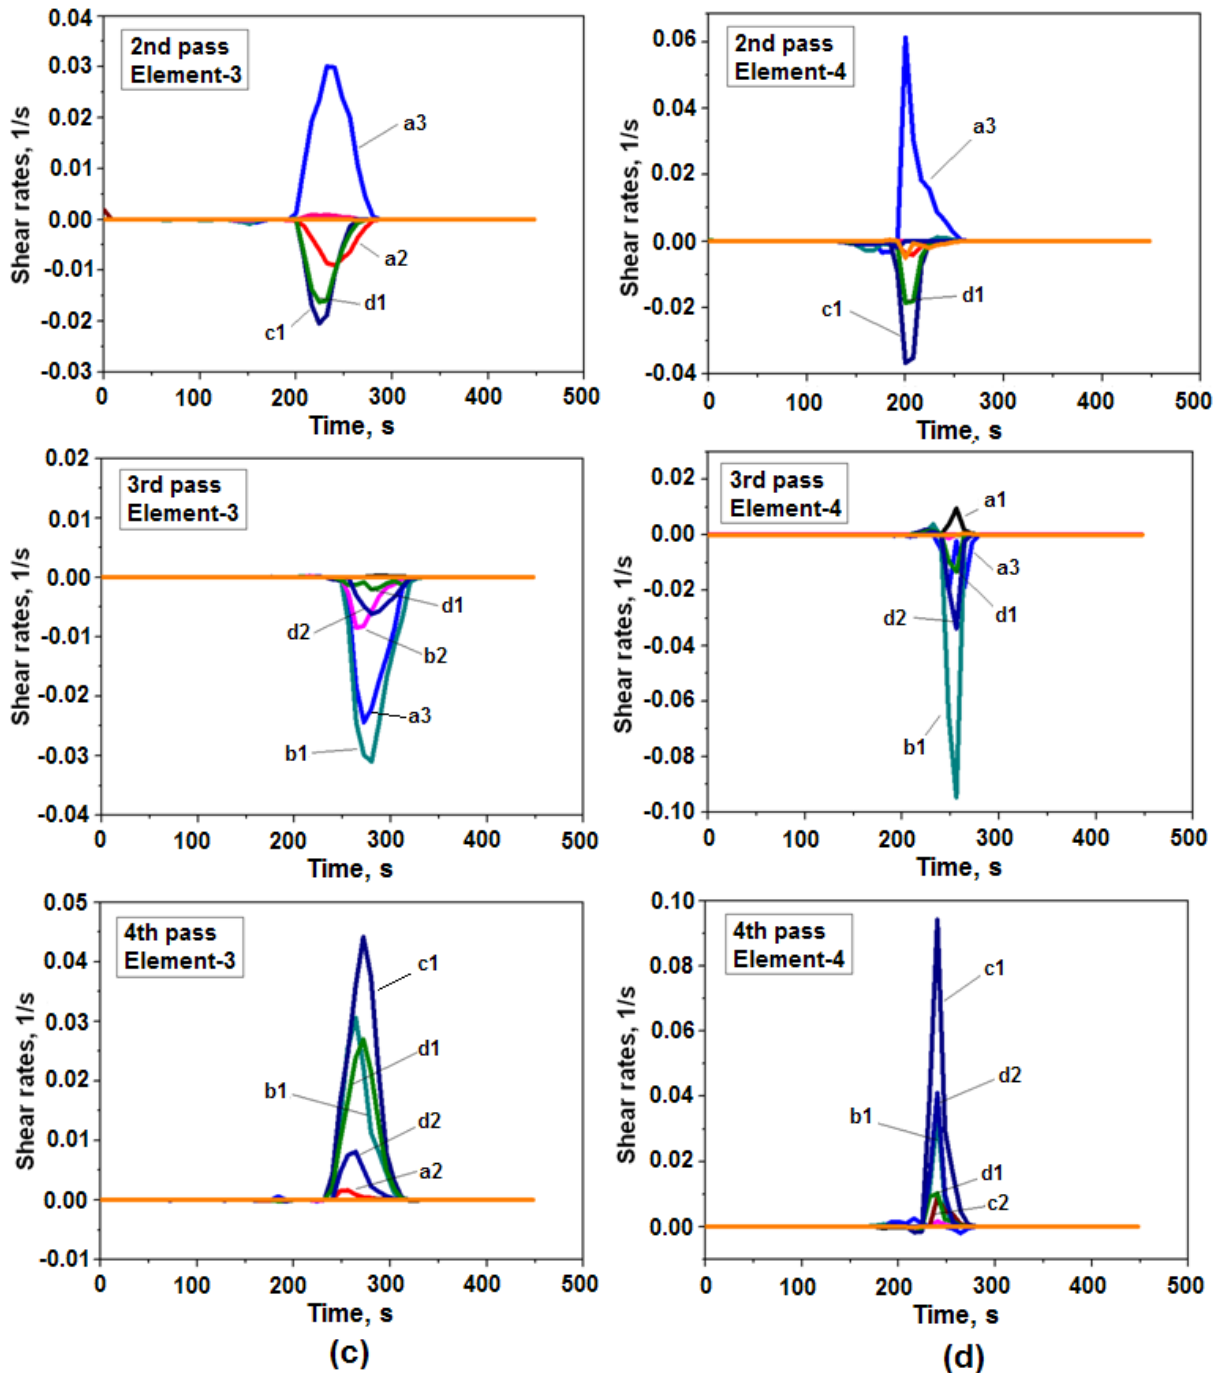 2nd pass
Element-3
0.04
0.03
0.02
0.01
0.00
-0.01
-0.02
-0.03
Shear rates, 1/s
a3
a2
d1
c1
0
100
200
300
400
500
Time, s
2nd pass
Element-4
0.06
0.04
0.02
0.00
-0.02
-0.04
Shear rates, 1/s
a3
d1
c1
0
100
200
300
400
500
Time, s
3rd pass
Element-3
0.02
0.01
0.00
-0.01
-0.02
-0.03
-0.04
Shear rates, 1/s
d1
d2
b2
a3
b1
0
100
200
300
400
500
Time, s
3rd pass
Element-4
0.02
0.00
-0.02
-0.04
-0.06
-0.08
-0.10
Shear rates, 1/s
a1
a3
d1
d2
b1
0
100
200
300
400
500
Time, s
4th pass
Element-3
0.05
0.04
0.03
0.02
0.01
0.00
-0.01
Shear rates, 1/s
c1
d1
b1
d2
a2
0
100
200
300
400
500
Time, s
(c)
4th pass
Element-4
0.10
0.08
0.06
0.04
0.02
0.00
Shear rates, 1/s
c1
d2
b1
d1
c2
0
100
200
300
400
500
Time, s
(d)